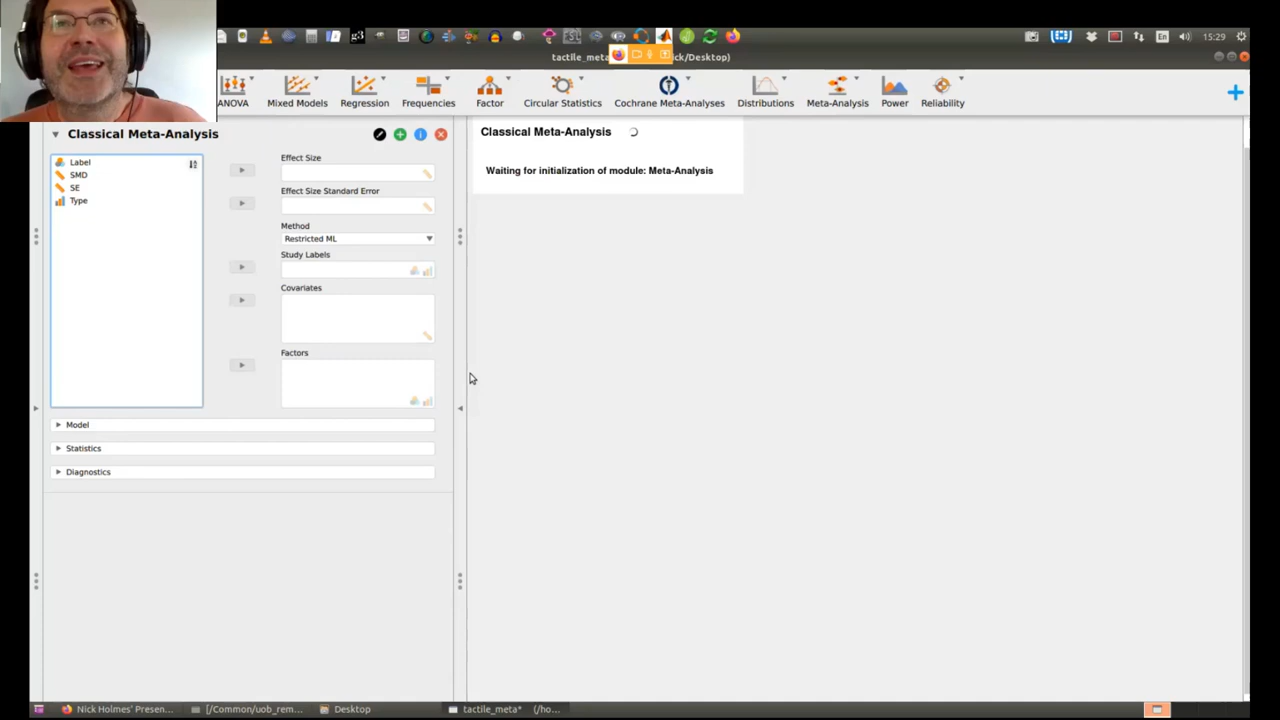 g3
En
15:29
tactile_meta
ick/Desktop)
ANOVA
Mixed Models
Regression
Frequencies
Factor
Circular Statistics
Cochrane Meta-Analyses
Distributions
Meta-Analysis
Power
Reliability
Classical Meta-Analysis
Label
SMD
SE
Type
Effect Size
Effect Size Standard Error
Method
Restricted ML
Study Labels
Covariates
Factors
Model
Statistics
Diagnostics
Classical Meta-Analysis
Waiting for initialization of module: Meta-Analysis
Nick Holmes' Presen...
[/Common/uob_rem...
Desktop
tactile_meta* (/ho...